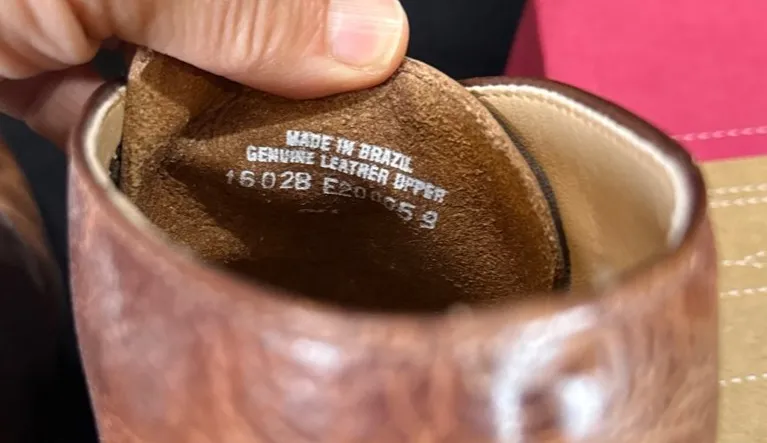 MADE IN BRAZIL
GENUINE LEATHER UPPER
1602B